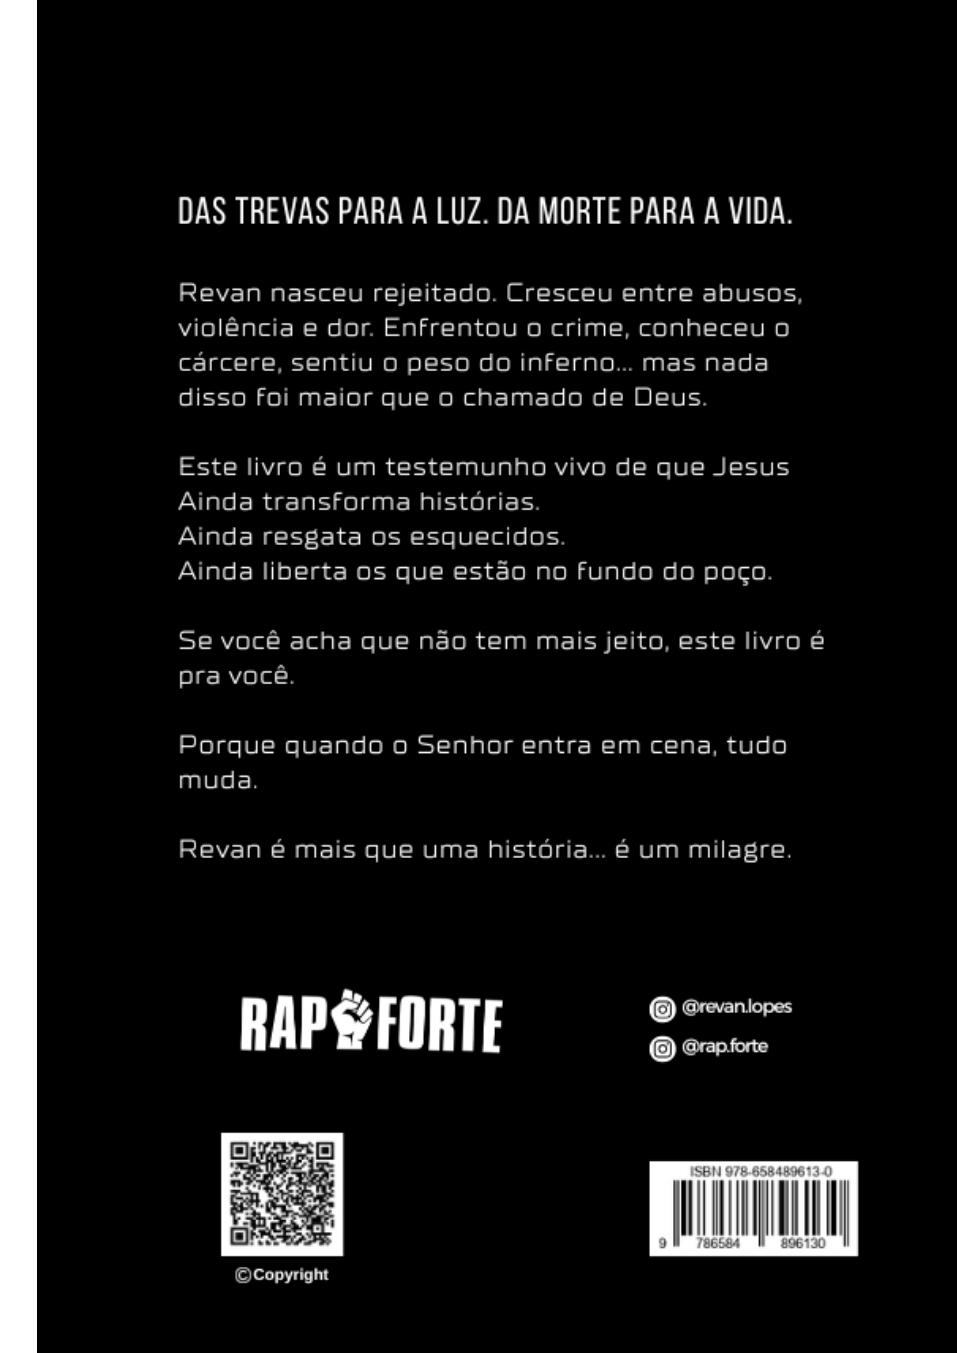 DAS TREVAS PARA A LUZ. DA MORTE PARA A VIDA.
Revan nasceu rejeitado. Cresceu entre abusos,
violência e dor. Enfrentou o crime, conheceu o
cárcere, sentiu o peso do inferno... mas nada
disso foi maior que o chamado de Deus.
Este livro é um testemunho vivo de que Jesus
Ainda transforma histórias.
Ainda resgata os esquecidos.
Ainda liberta os que estão no fundo do poço.
Se você acha que não tem mais jeito, este livro é
pra você.
Porque quando o Senhor entra em cena, tudo
muda.
Revan é mais que uma história... é um milagre.
RAP FORTE
@revan.lopes
@rap.forte
ISBN 978-658489613-0
9 786584 896130
©Copyright